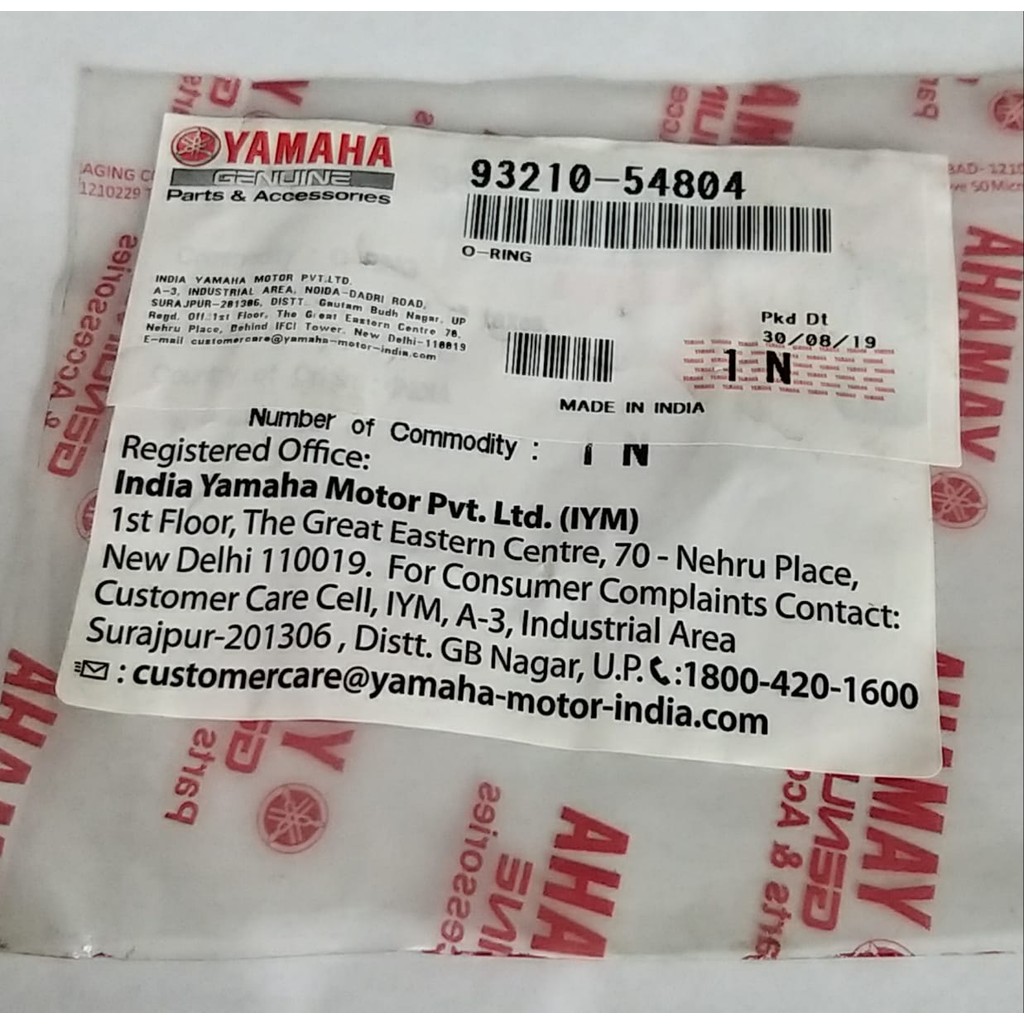 YAMAHA
GENUINE
Parts & Accessories
93210-54804
O-RING
INDIA YAMAHA MOTOR PVT.LTD.
A-3, INDUSTRIAL AREA, NOIDA-DADRI ROAD,
SURAJPUR-201306, DISTT. Gautam Budh Nagar, UP
Regd. Off.1st Floor, The Great Eastern Centre 70,
Nehru Place, Behind IFCI Tower, New Delhi-110019
E-mail customercare@yamaha-motor-india.com
Pkd Dt
30/08/19
1 N
MADE IN INDIA
Number of Commodity : 1 N
Registered Office:
India Yamaha Motor Pvt. Ltd. (IYM)
1st Floor, The Great Eastern Centre, 70 - Nehru Place,
New Delhi 110019. For Consumer Complaints Contact:
Customer Care Cell, IYM, A-3, Industrial Area
Surajpur-201306 , Distt. GB Nagar, U.P. :1800-420-1600
: customercare@yamaha-motor-india.com